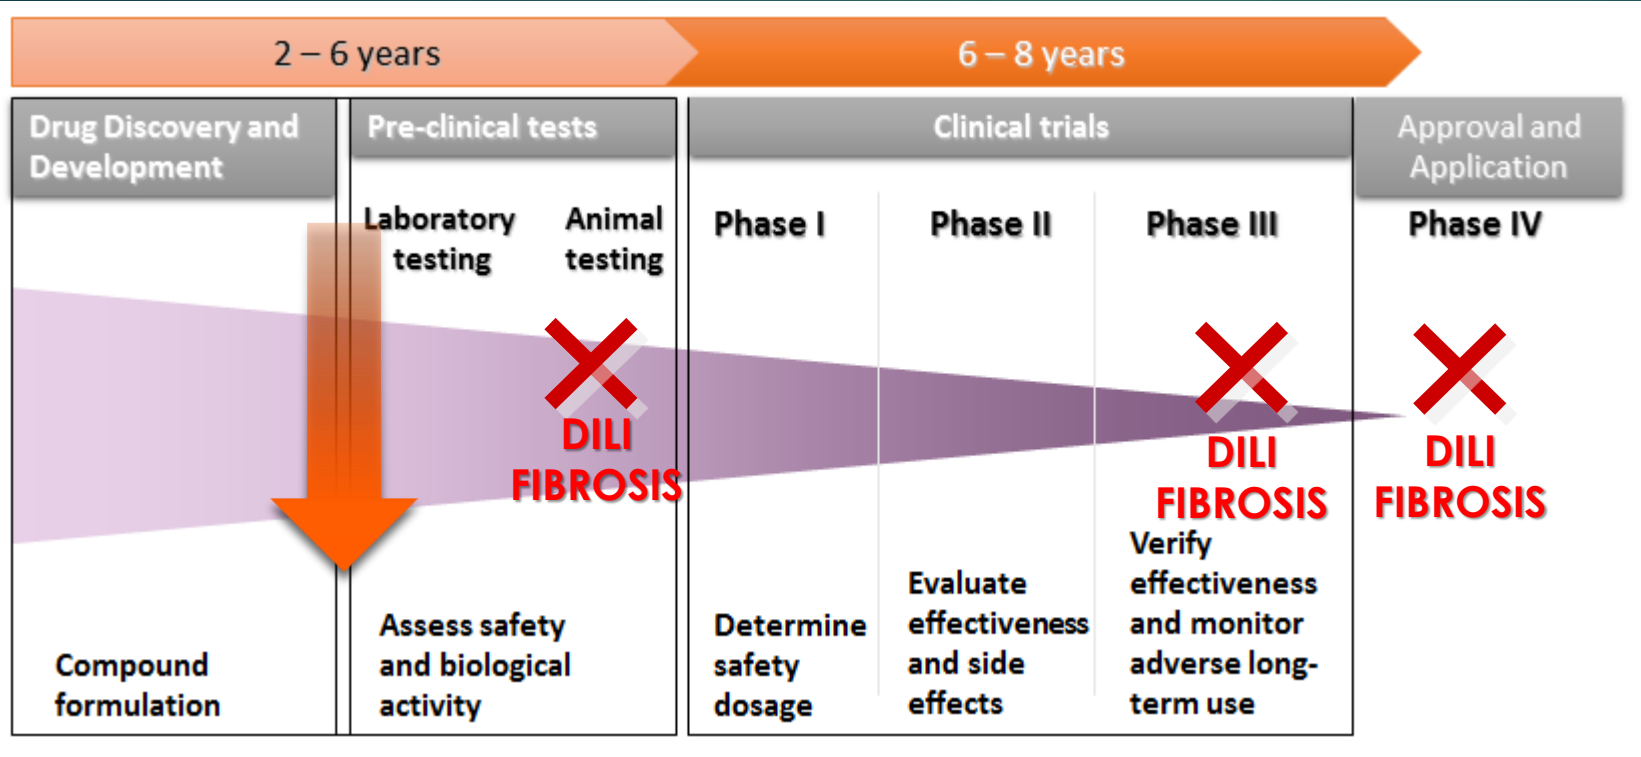 2 – 6 years
6 – 8 years
Drug Discovery and
Development
Pre-clinical tests
Clinical trials
Approval and
Application
Laboratory
testing
Animal
testing
Phase I
Phase II
Phase III
Phase IV
DILI
FIBROSIS
DILI
FIBROSIS
DILI
FIBROSIS
Compound
formulation
Assess safety
and biological
activity
Determine
safety
dosage
Evaluate
effectiveness
and side
effects
Verify
effectiveness
and monitor
adverse long-
term use